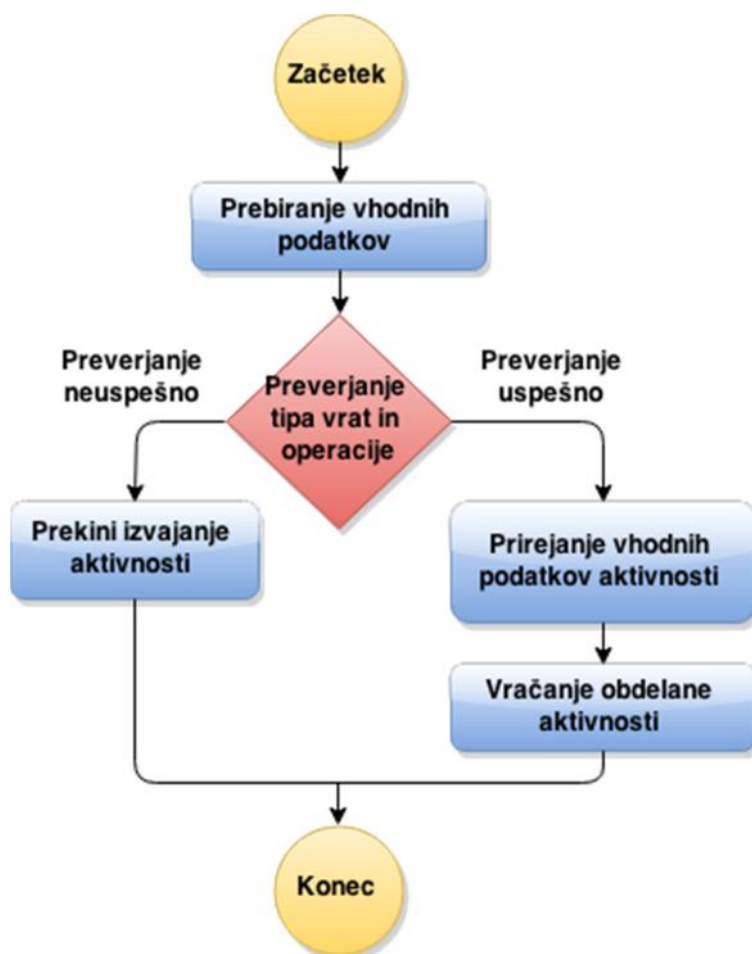 Začetek
Prebiranje vhodnih
podatkov
Preverjanje
neuspešno
Preverjanje
tipa vrat in
operacije
Preverjanje
uspešno
Prekini izvajanje
aktivnosti
Prirejanje vhodnih
podatkov aktivnosti
Vračanje obdelane
aktivnosti
Konec